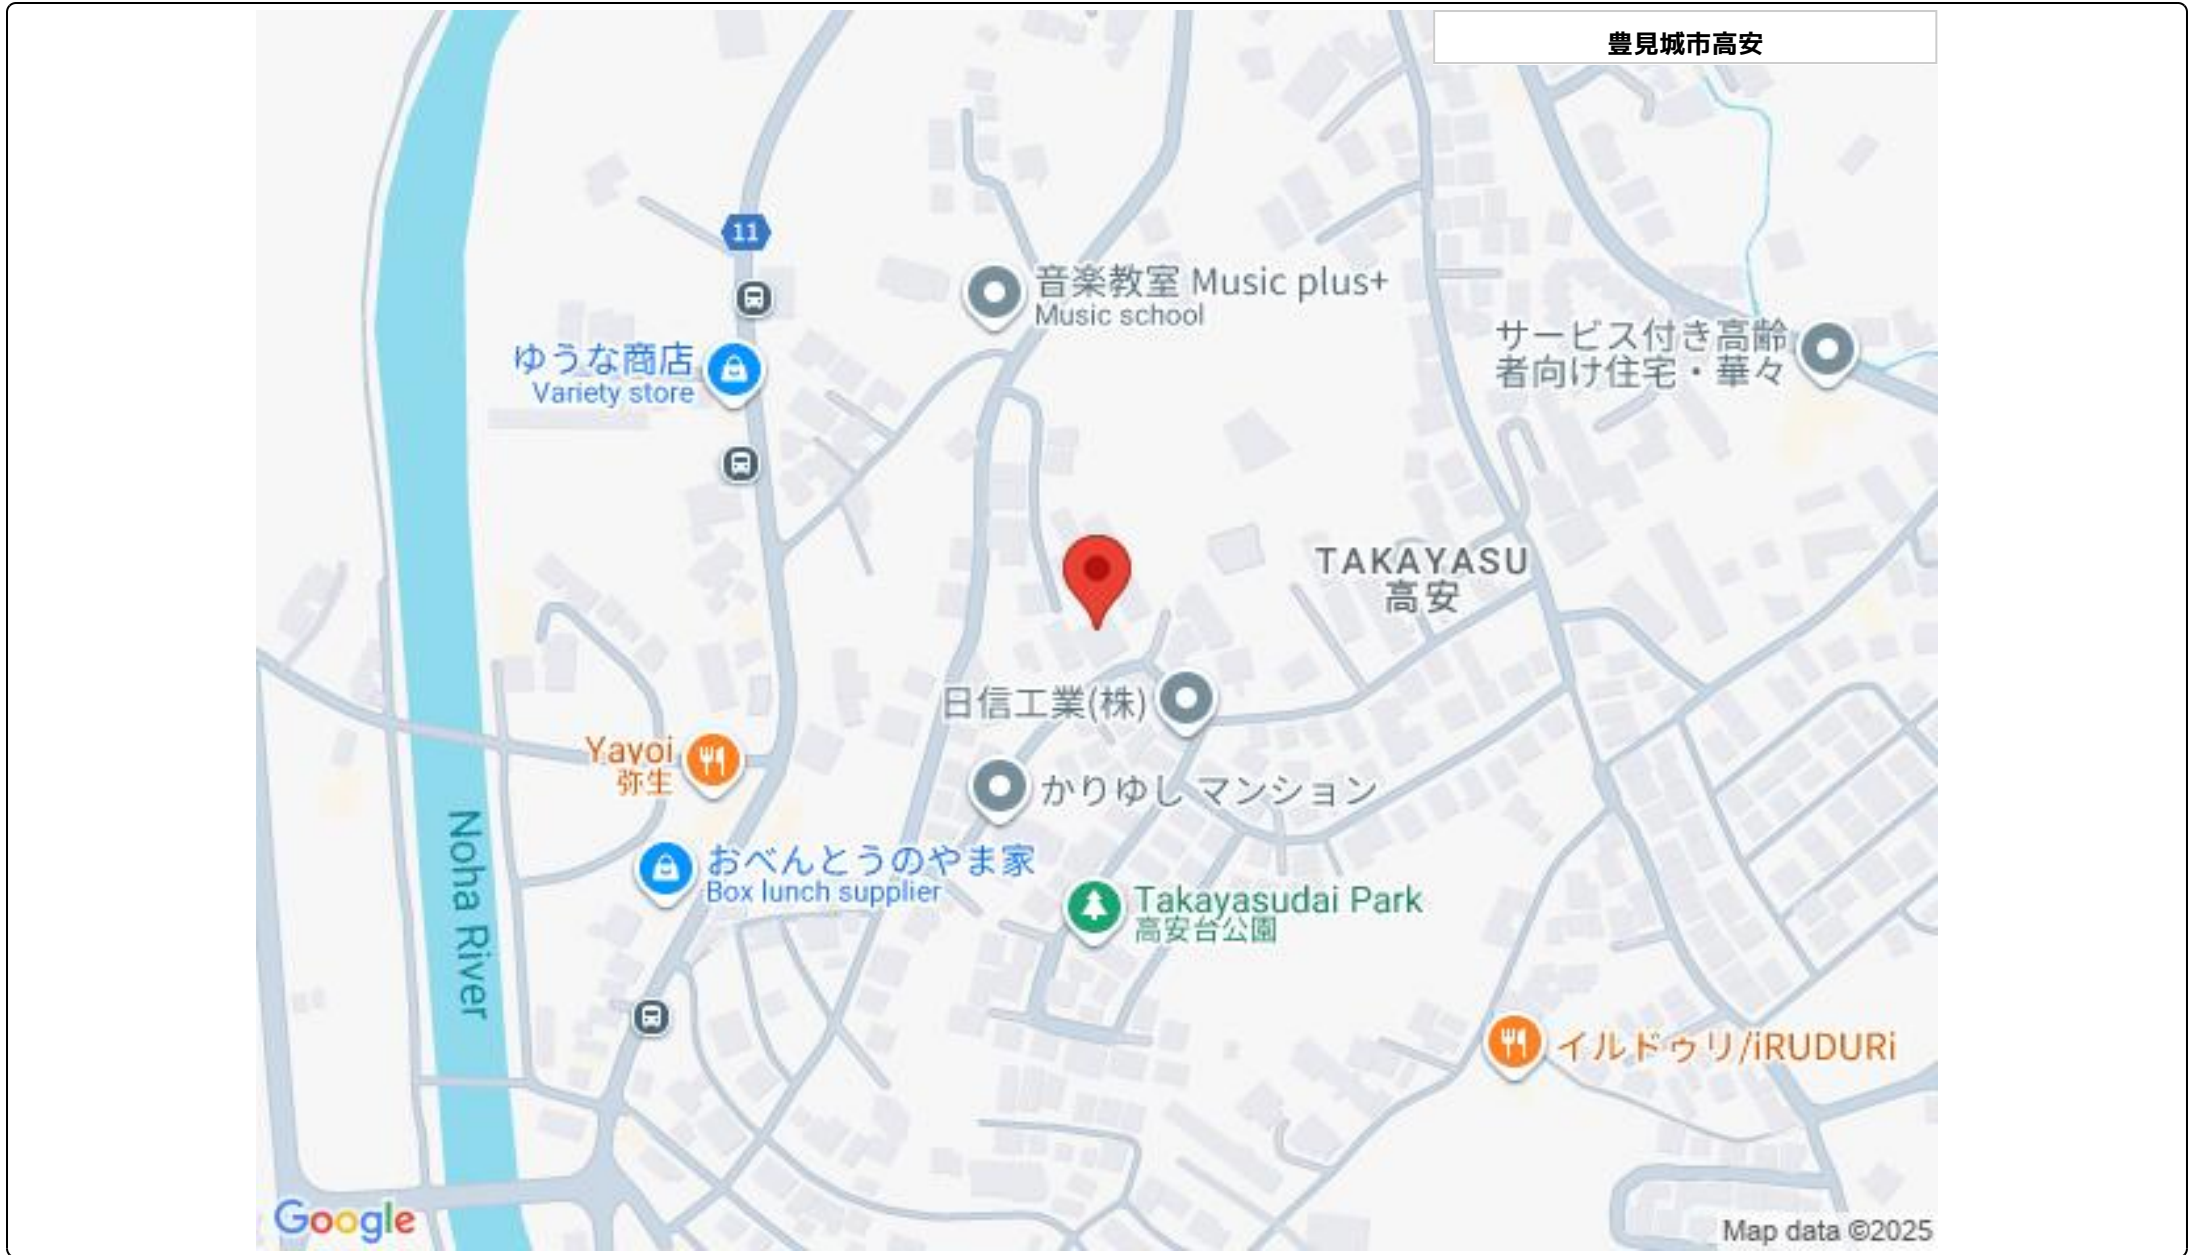 豊見城市高安
11
音楽教室 Music plus+
Music school
サービス付き高齢
者向け住宅・華々
ゆうな商店
Variety store
TAKAYASU
高安
日信工業(株)
Yayoi
弥生
かりゆし マンション
おべんとうのやま家
Box lunch supplier
Takayasudai Park
高安台公園
Noha River
イルドゥリ/iRUDURi
Google
Map data ©2025